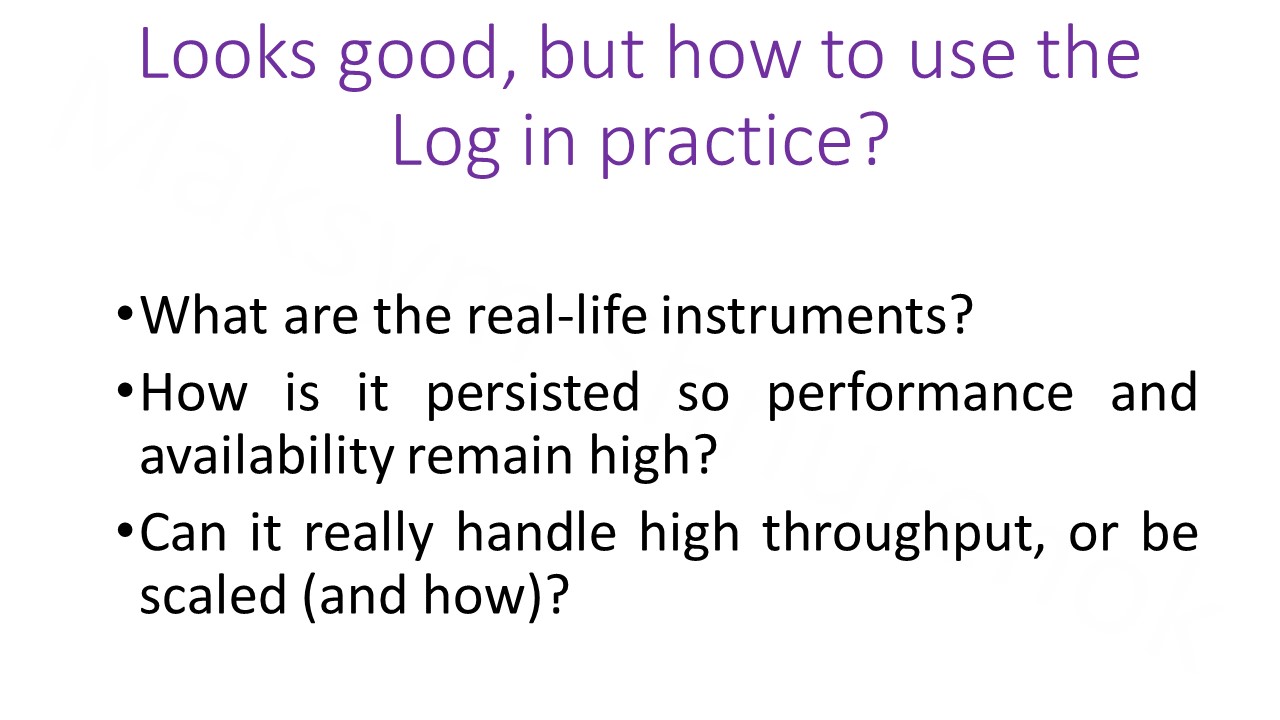 Looks good, but how to use the
Log in practice?
•What are the real-life instruments?
•How is it persisted so performance and
availability remain high?
•Can it really handle high throughput, or be
scaled (and how)?